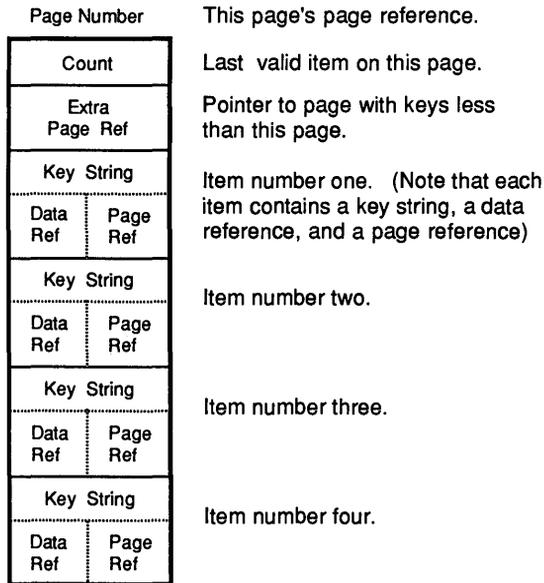 Page Number
This page's page reference.
Count
Last valid item on this page.
Extra
Page Ref
Pointer to page with keys less
than this page.
Key String
Data
Ref
Page
Ref
Item number one. (Note that each
item contains a key string, a data
reference, and a page reference)
Key String
Data
Ref
Page
Ref
Item number two.
Key String
Data
Ref
Page
Ref
Item number three.
Key String
Data
Ref
Page
Ref
Item number four.